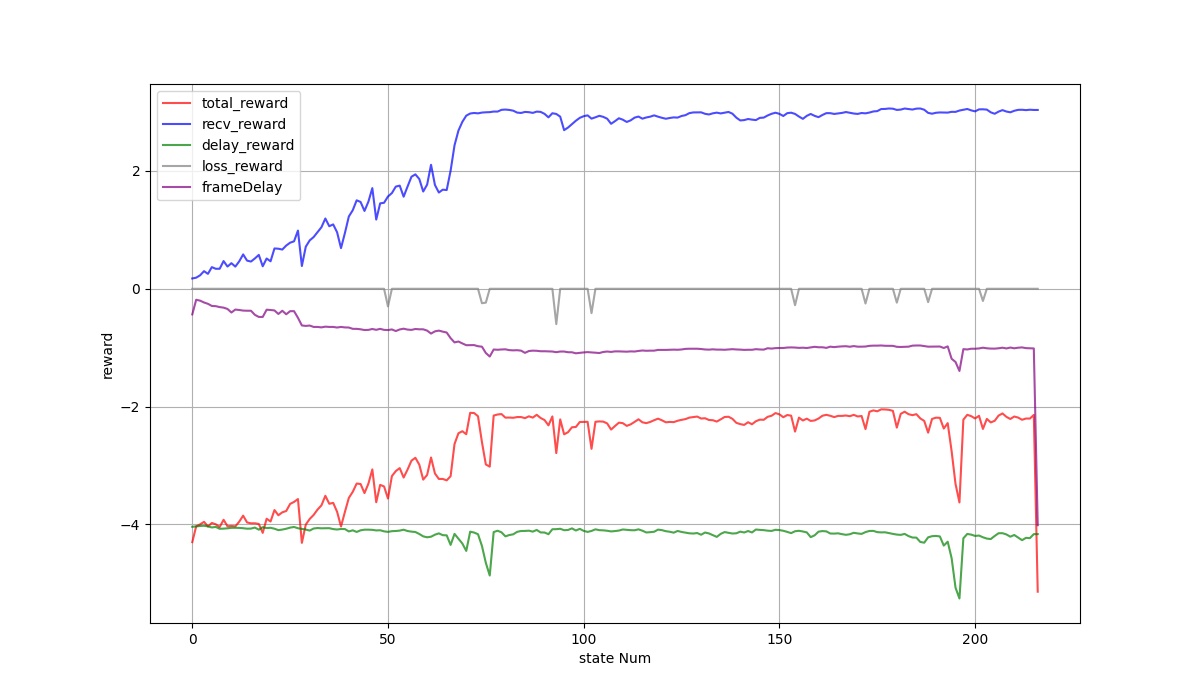 total_reward
recv_reward
delay_reward
loss_reward
frameDelay
2
0
−2
−4
reward
0
50
100
150
200
state Num